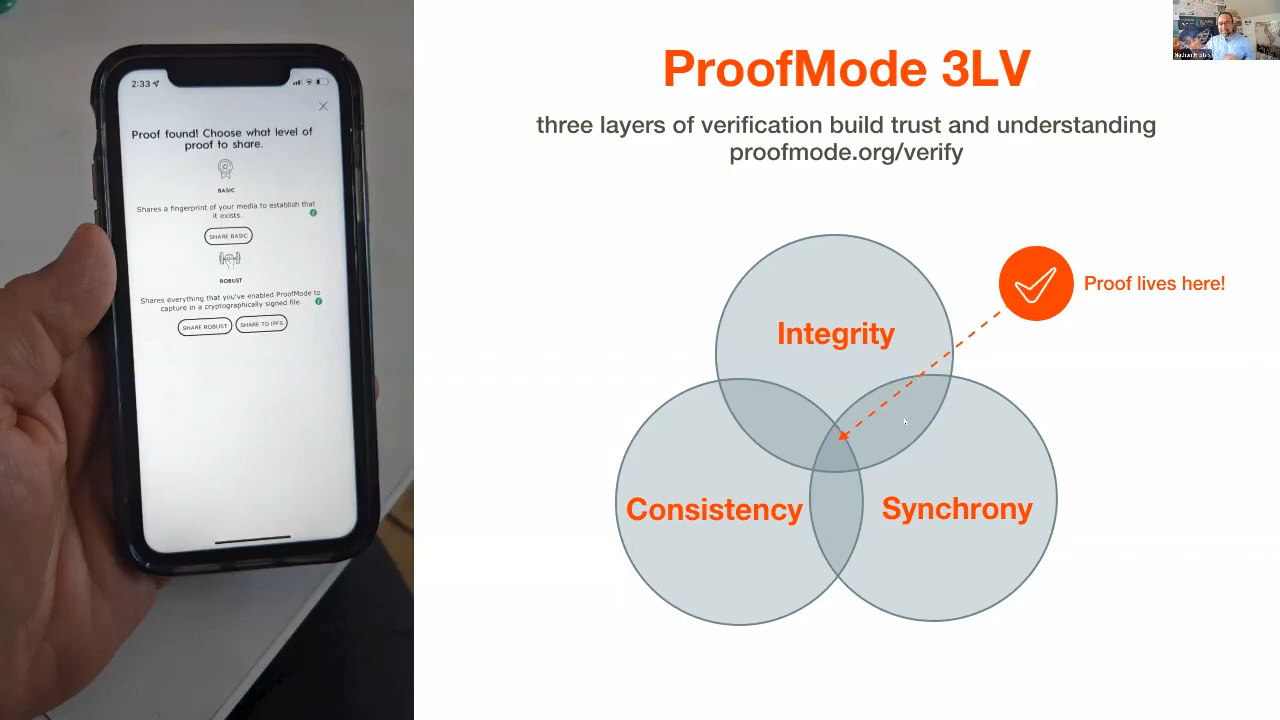 2:33
Proof found! Choose what level of
proof to share.
BASIC
Shares a fingerprint of your media to establish that
it exists.
SHARE BASIC
ROBUST
Shares everything that you've enabled ProofMode to
capture in a cryptographically signed file.
SHARE ROBUST
SHARE TO IPFS
ProofMode 3LV
three layers of verification build trust and understanding
proofmode.org/verify
Integrity
Proof lives here!
Consistency
Synchrony